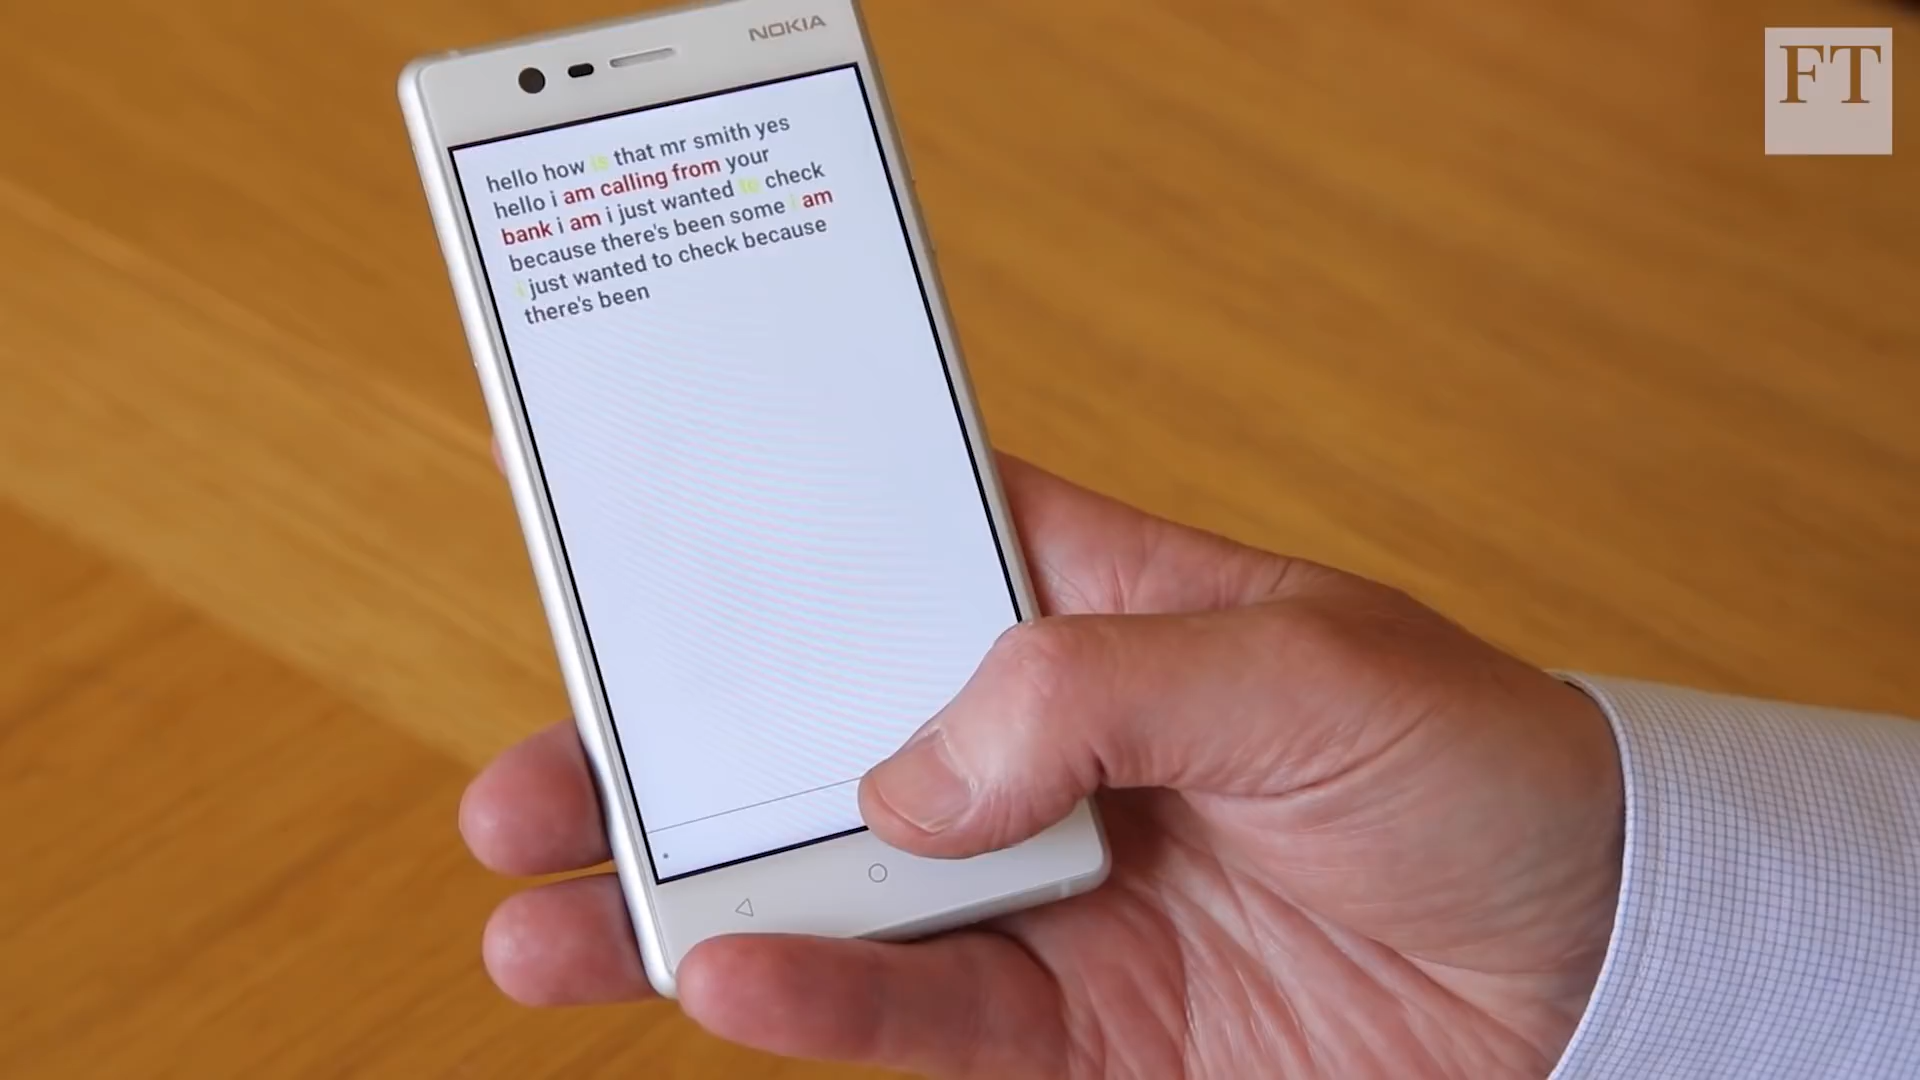 NOKIA
FT
hello how is that mr smith yes
hello i am calling from your
bank i am i just wanted to check
because there's been some i am
i just wanted to check because
there's been